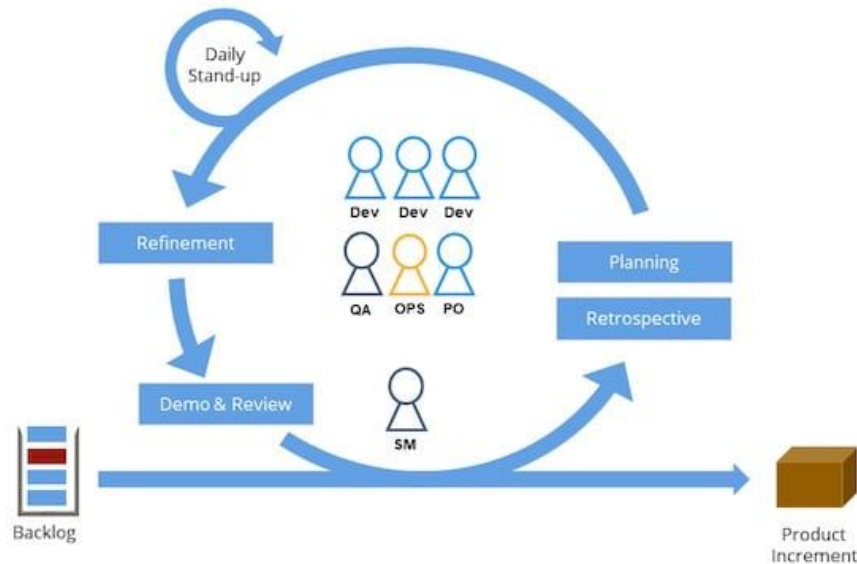 Daily
Stand-up
Dev Dev Dev
Refinement
Planning
QA OPS PO
Retrospective
Demo & Review
SM
Backlog
Product
Increment